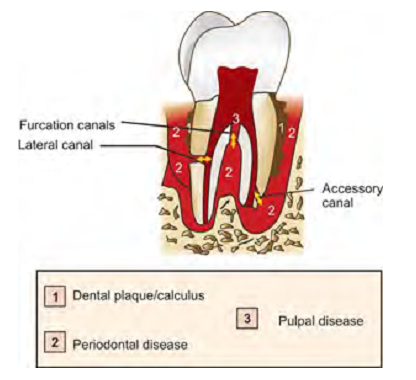 3
1
1
2
2
Furcation canals
Lateral canal
2
2
Accessory
canal
2
1 Dental plaque/calculus
3 Pulpal disease
2 Periodontal disease